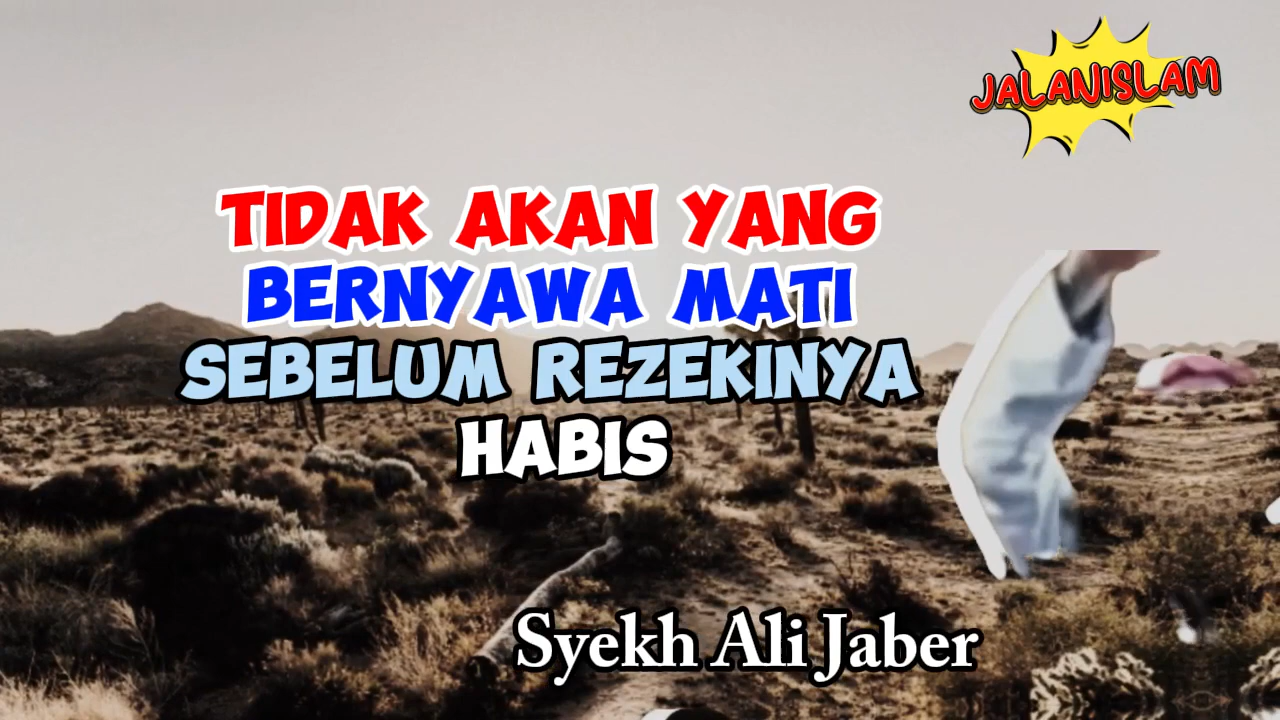 JALANISLAM
TIDAK AKAN YANG
BERNYAWA MATI
SEBELUM REZEKINYA
HABIS
Syekh Ali Jaber